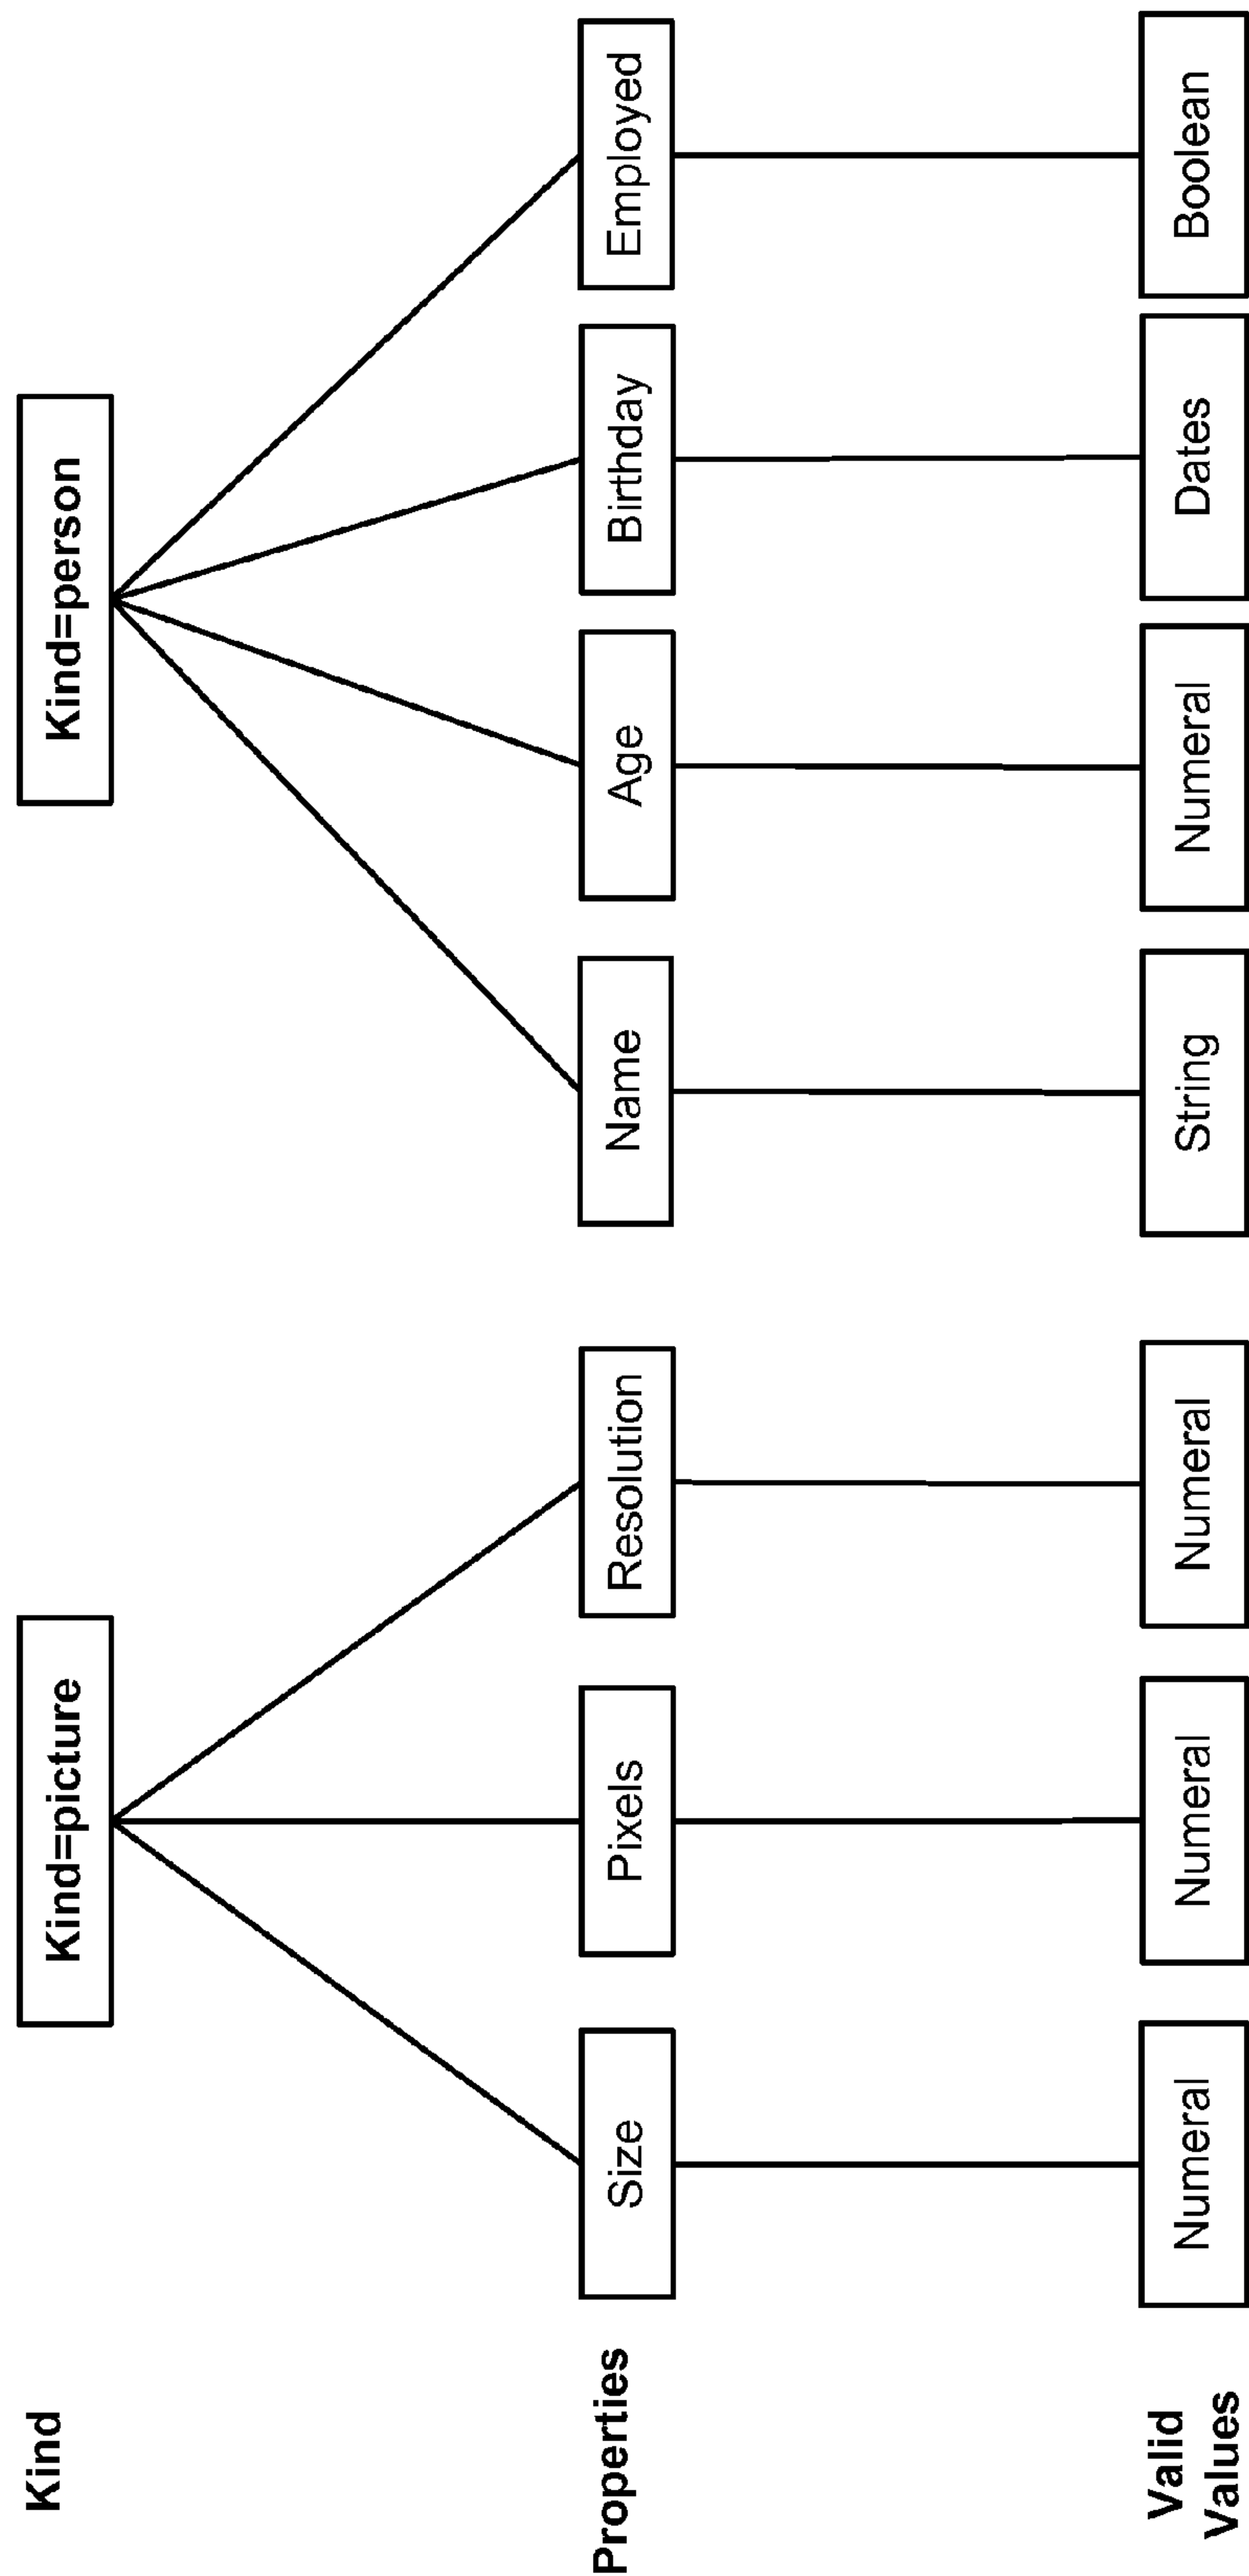 Kind
Kind=picture
Kind=person
Properties
Size
Pixels
Resolution
Name
Age
Birthday
Employed
Valid
Values
Numeral
Numeral
Numeral
String
Numeral
Dates
Boolean